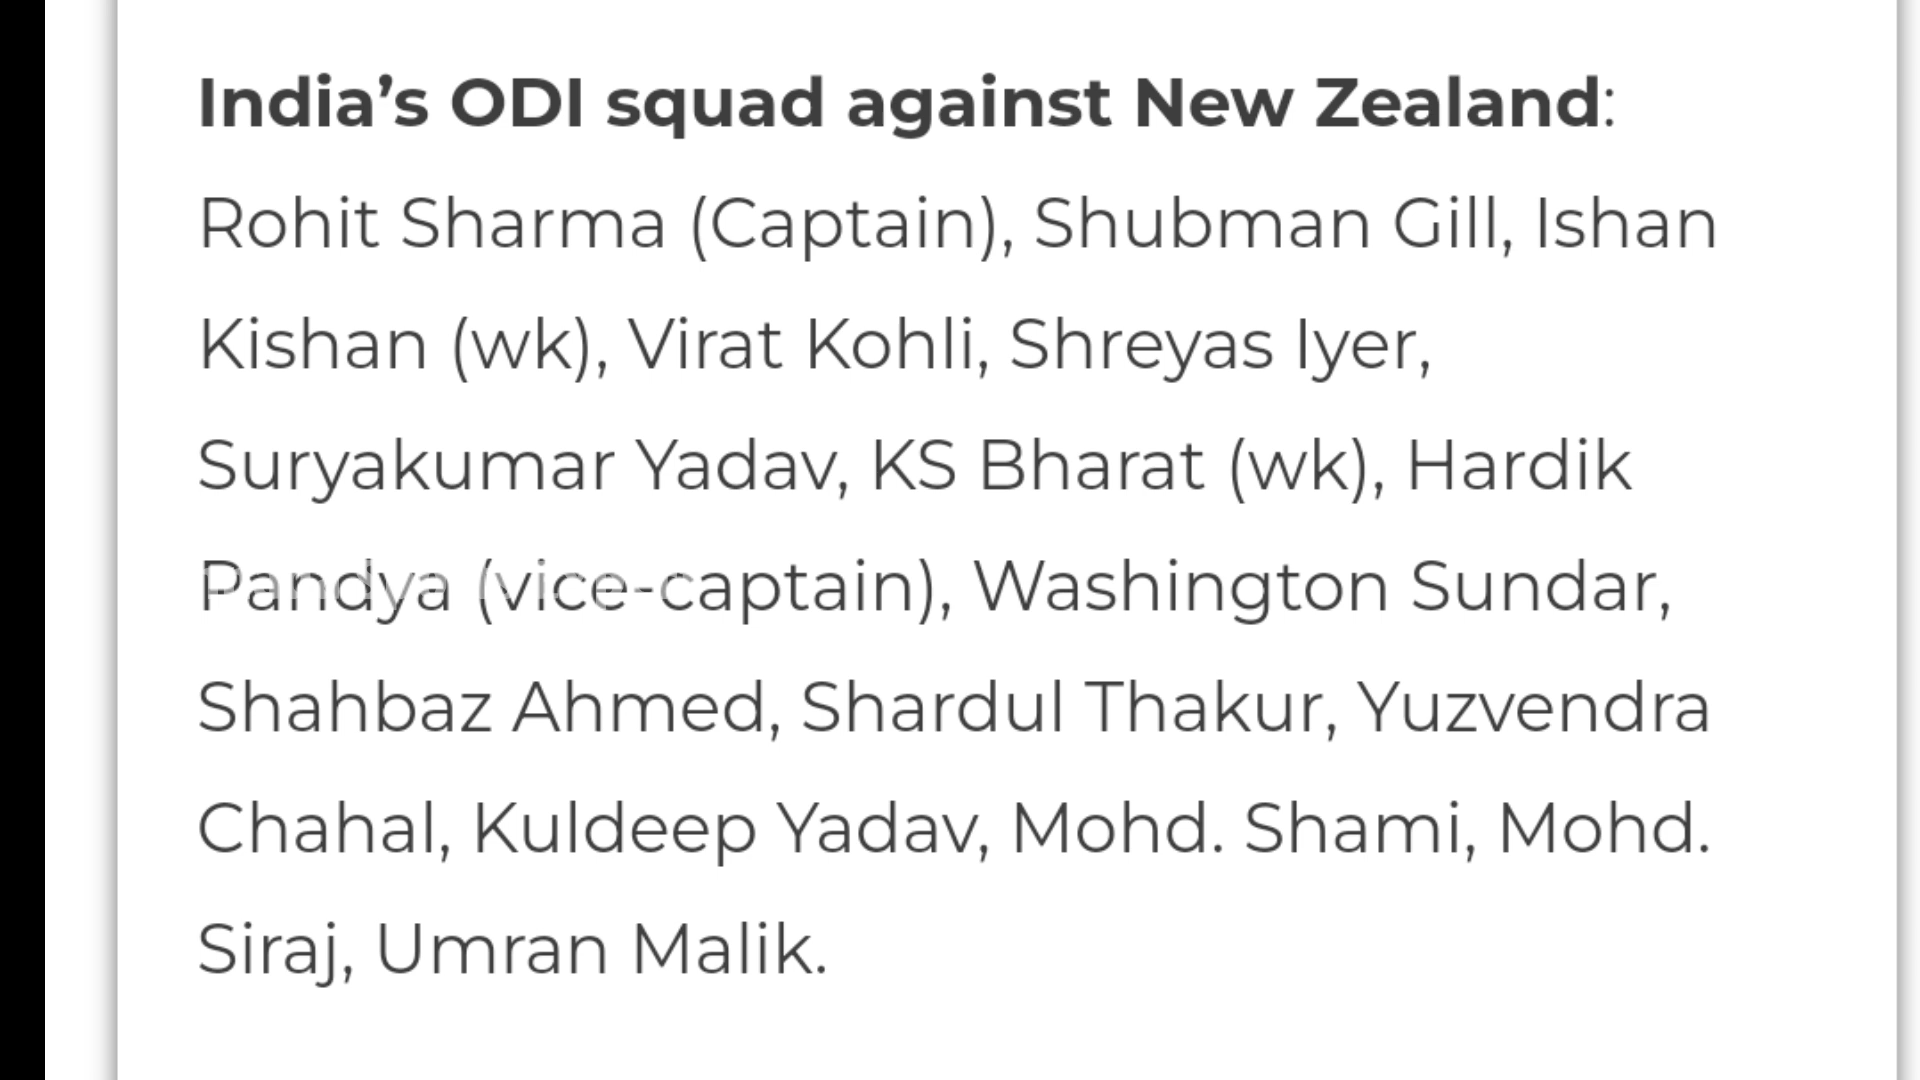 India’s ODI squad against New Zealand:
Rohit Sharma (Captain), Shubman Gill, Ishan
Kishan (wk), Virat Kohli, Shreyas Iyer,
Suryakumar Yadav, KS Bharat (wk), Hardik
Pandya (vice-captain), Washington Sundar,
Shahbaz Ahmed, Shardul Thakur, Yuzvendra
Chahal, Kuldeep Yadav, Mohd. Shami, Mohd.
Siraj, Umran Malik.